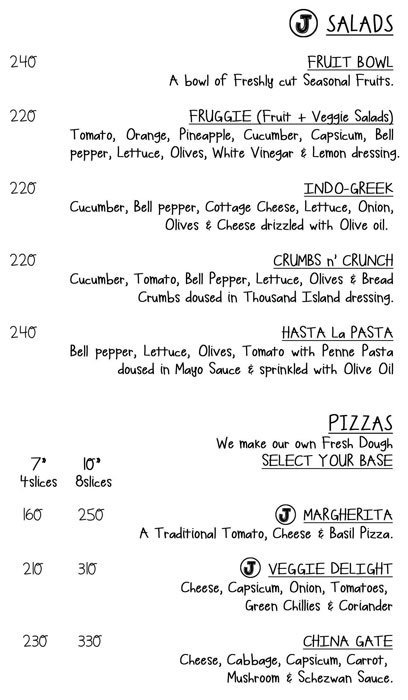 J SALADS
240 FRUIT BOWL
A bowl of Freshly cut Seasonal Fruits.
220 FRUGGIE (Fruit + Veggie Salads)
Tomato, Orange, Pineapple, Cucumber, Capsicum, Bell
pepper, Lettuce, Olives, White Vinegar & Lemon dressing.
220 INDO-GREEK
Cucumber, Bell pepper, Cottage Cheese, Lettuce, Onion,
Olives & Cheese drizzled with Olive oil.
220 CRUMBS n' CRUNCH
Cucumber, Tomato, Bell Pepper, Lettuce, Olives & Bread
Crumbs doused in Thousand Island dressing.
240 HASTA La PASTA
Bell pepper, Lettuce, Olives, Tomato with Penne Pasta
doused in Mayo Sauce & sprinkled with Olive Oil
PIZZAS
We make our own Fresh Dough
7" 10" SELECT YOUR BASE
4slices 8slices
160 250 J MARGHERITA
A Traditional Tomato, Cheese & Basil Pizza.
210 310 J VEGGIE DELIGHT
Cheese, Capsicum, Onion, Tomatoes,
Green Chillies & Coriander
230 330 CHINA GATE
Cheese, Cabbage, Capsicum, Carrot,
Mushroom & Schezwan Sauce.